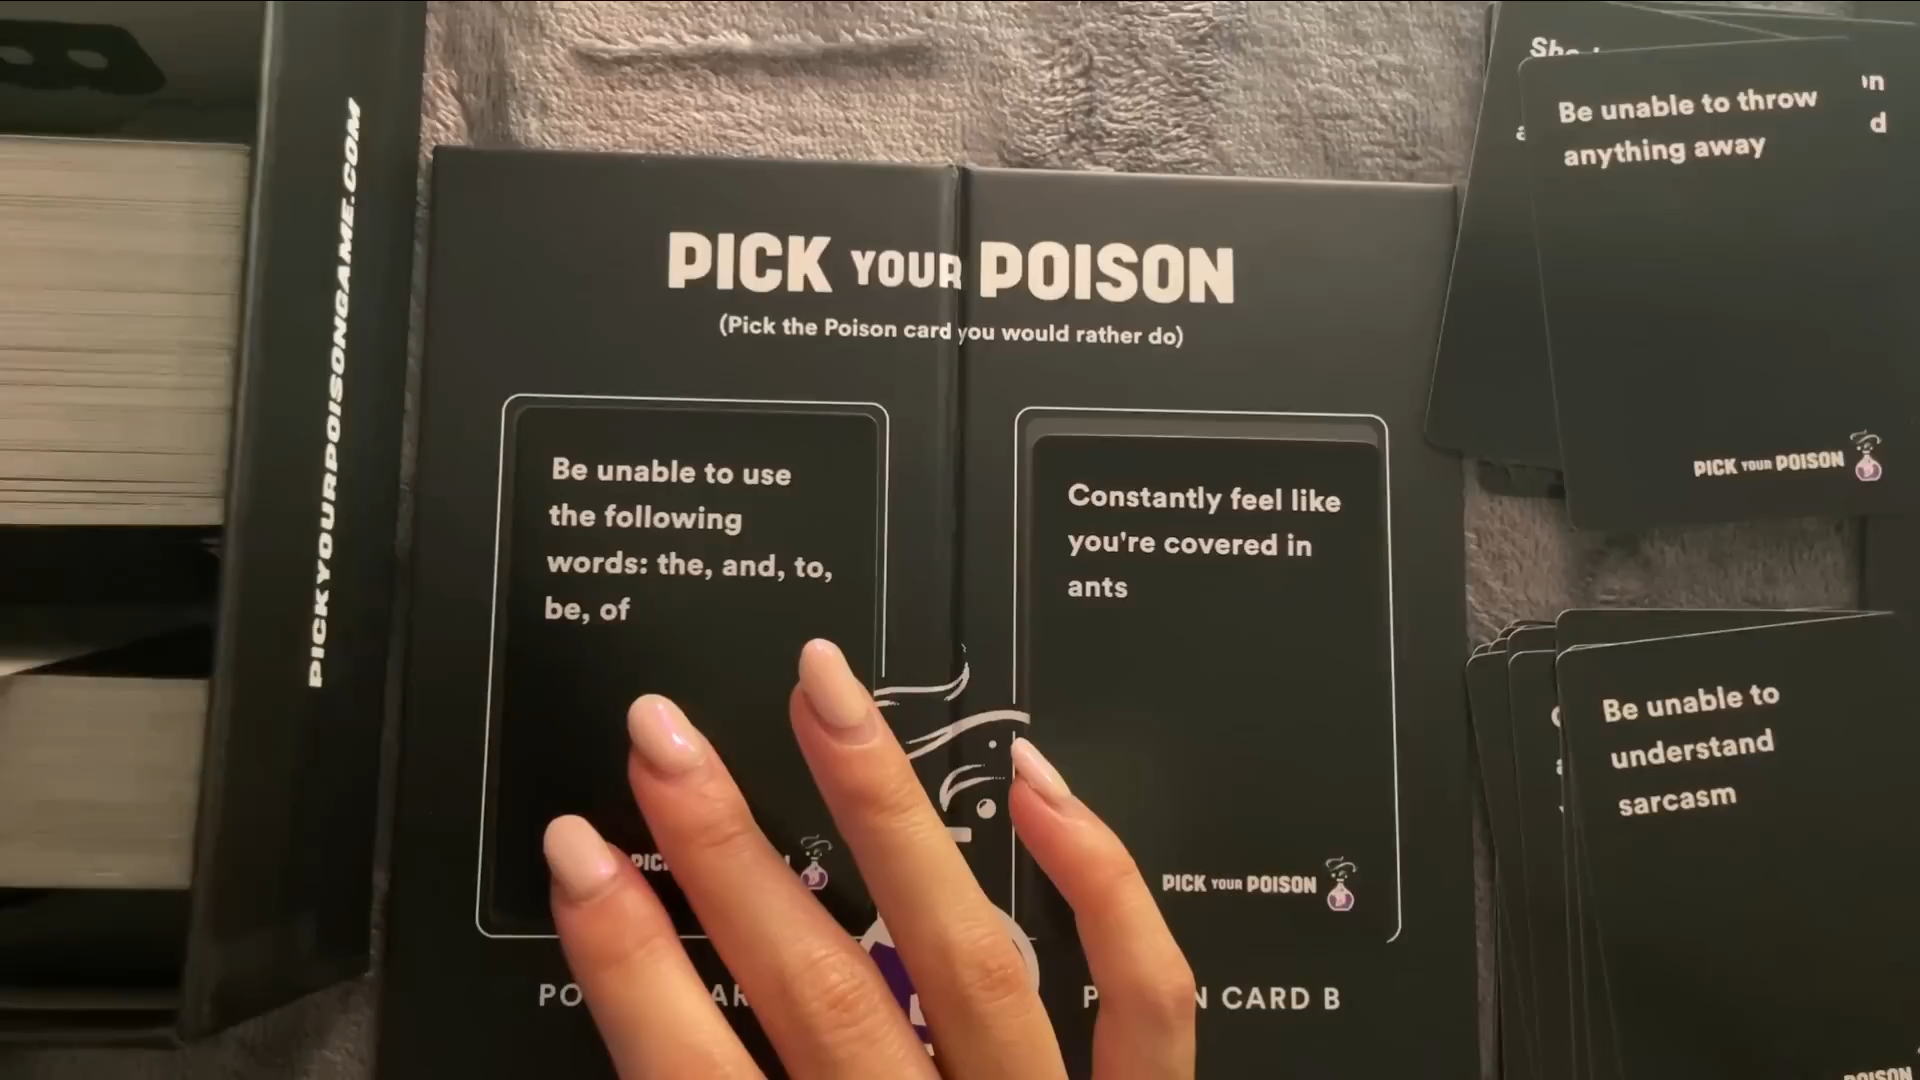 PICKYOURPOISONGAME.COM
PICK YOUR POISON
(Pick the Poison card you would rather do)
Be unable to use
the following
words: the, and, to,
be, of
Constantly feel like
you're covered in
ants
PICK YOUR POISON
CARD B
Be unable to throw
anything away
PICK YOUR POISON
Be unable to
understand
sarcasm
POISON